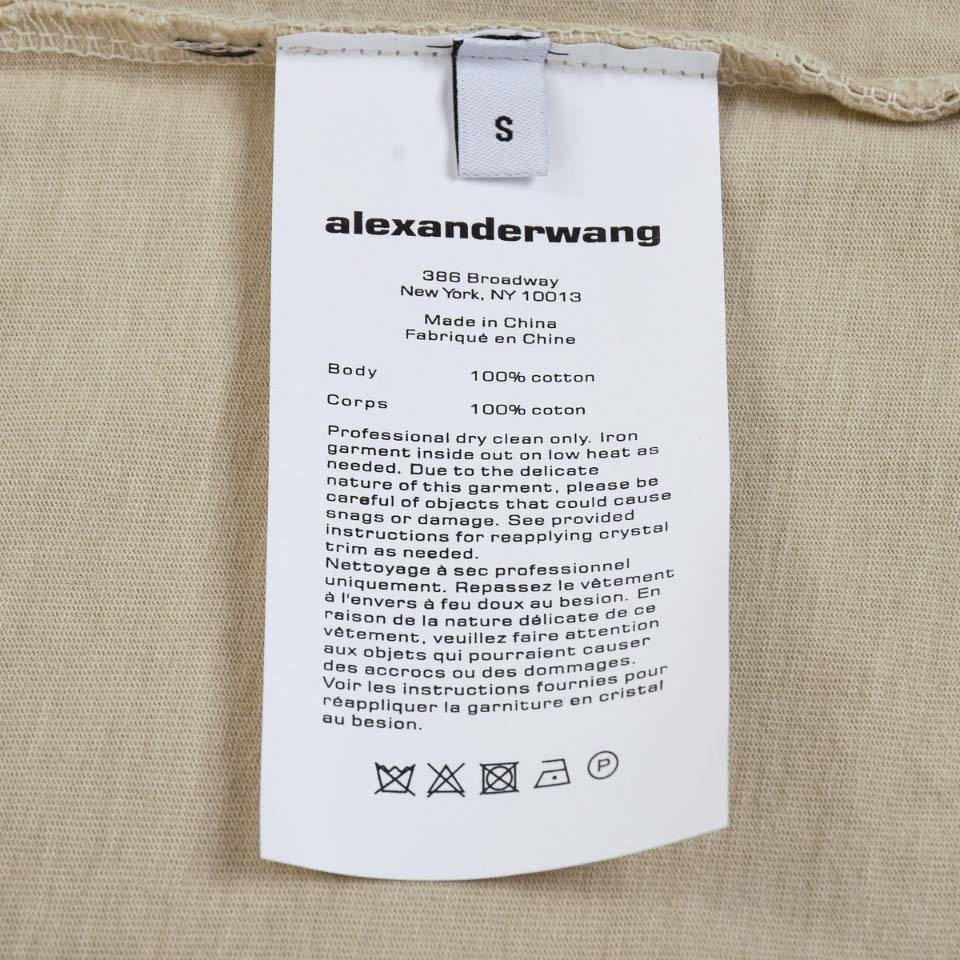 S
alexanderwang
386 Broadway
New York, NY 10013
Made in China
Fabriqué en Chine
Body 100% cotton
Corps 100% coton
Professional dry clean only. Iron
garment inside out on low heat as
needed. Due to the delicate
nature of this garment, please be
careful of objects that could cause
snags or damage. See provided
instructions for reapplying crystal
trim as needed.
Nettoyage à sec professionnel
uniquement. Repassez le vêtement
à l'envers à feu doux au besion. En
raison de la nature délicate de ce
vêtement, veuillez faire attention
aux objets qui pourraient causer
des accrocs ou des dommages.
Voir les instructions fournies pour
réappliquer la garniture en cristal
au besion.
P